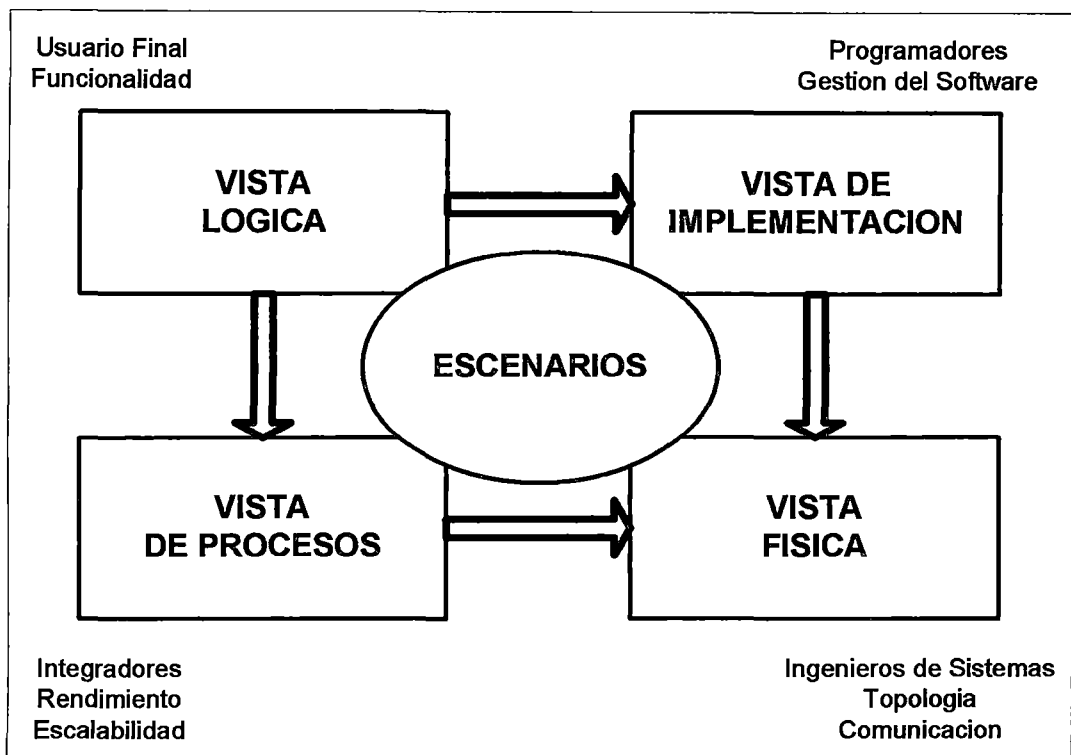 Usuario Final
Funcionalidad
Programadores
Gestion del Software
VISTA
LOGICA
VISTA DE
IMPLEMENTACION
ESCENARIOS
VISTA
DE PROCESOS
VISTA
FISICA
Integradores
Rendimiento
Escalabilidad
Ingenieros de Sistemas
Topologia
Comunicacion